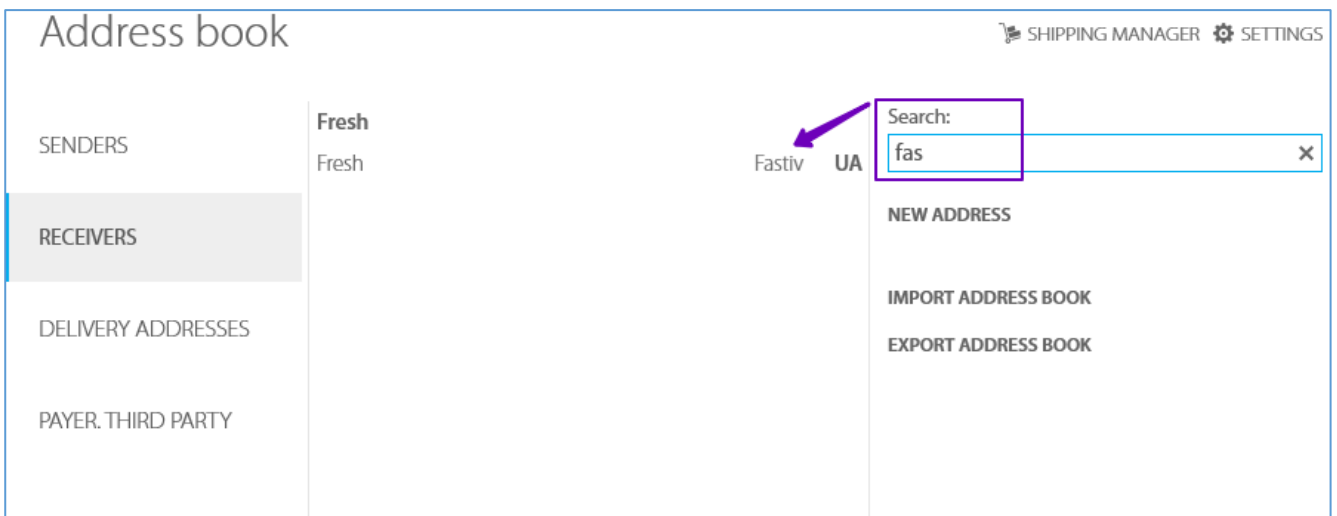 Address book
SHIPPING MANAGER SETTINGS
SENDERS
RECEIVERS
DELIVERY ADDRESSES
PAYER. THIRD PARTY
Fresh
Fresh Fastiv UA
Search:
fas
NEW ADDRESS
IMPORT ADDRESS BOOK
EXPORT ADDRESS BOOK